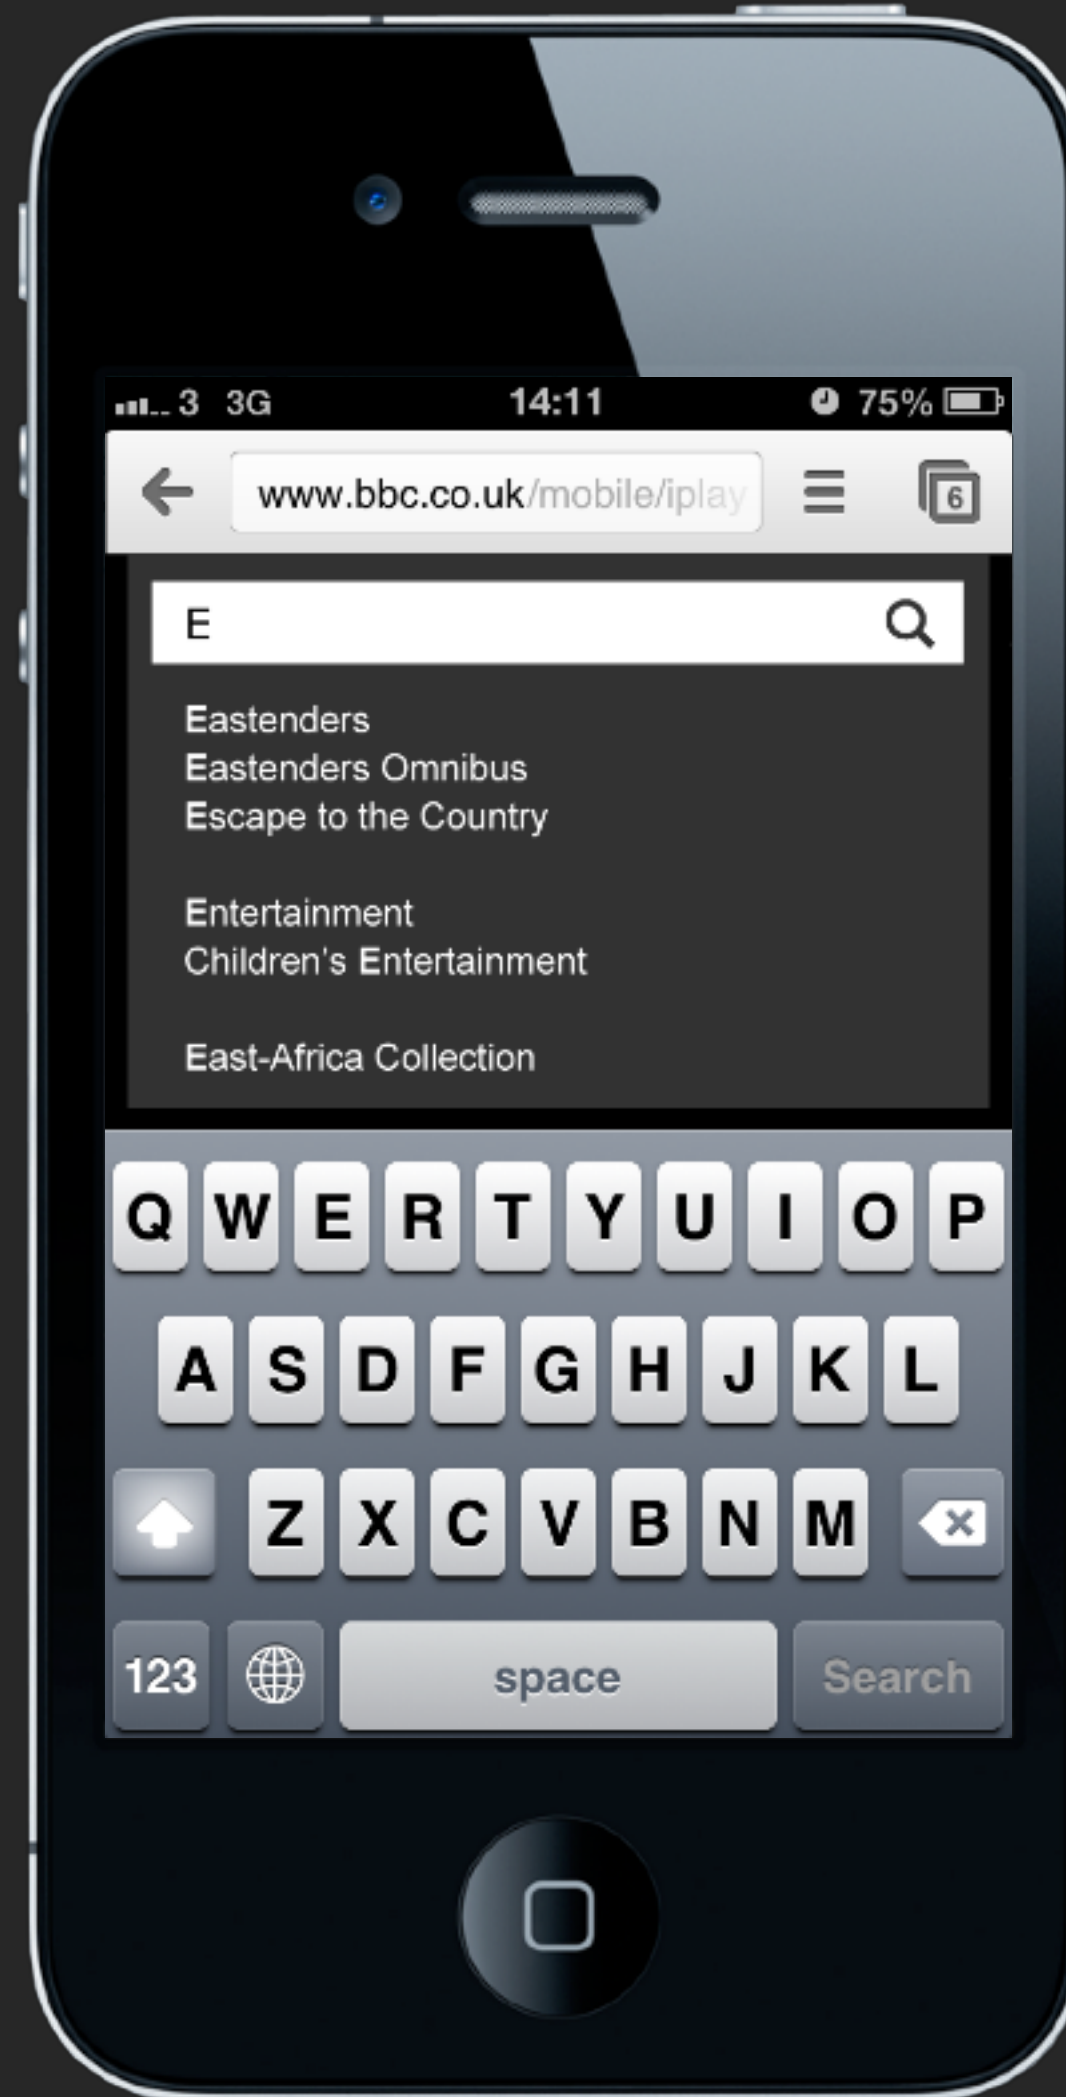 3 3G 14:11 75%
www.bbc.co.uk/mobile/iplay
6
E
Eastenders
Eastenders Omnibus
Escape to the Country
Entertainment
Children's Entertainment
East-Africa Collection
Q W E R T Y U I O P
A S D F G H J K L
Z X C V B N M
123 space Search